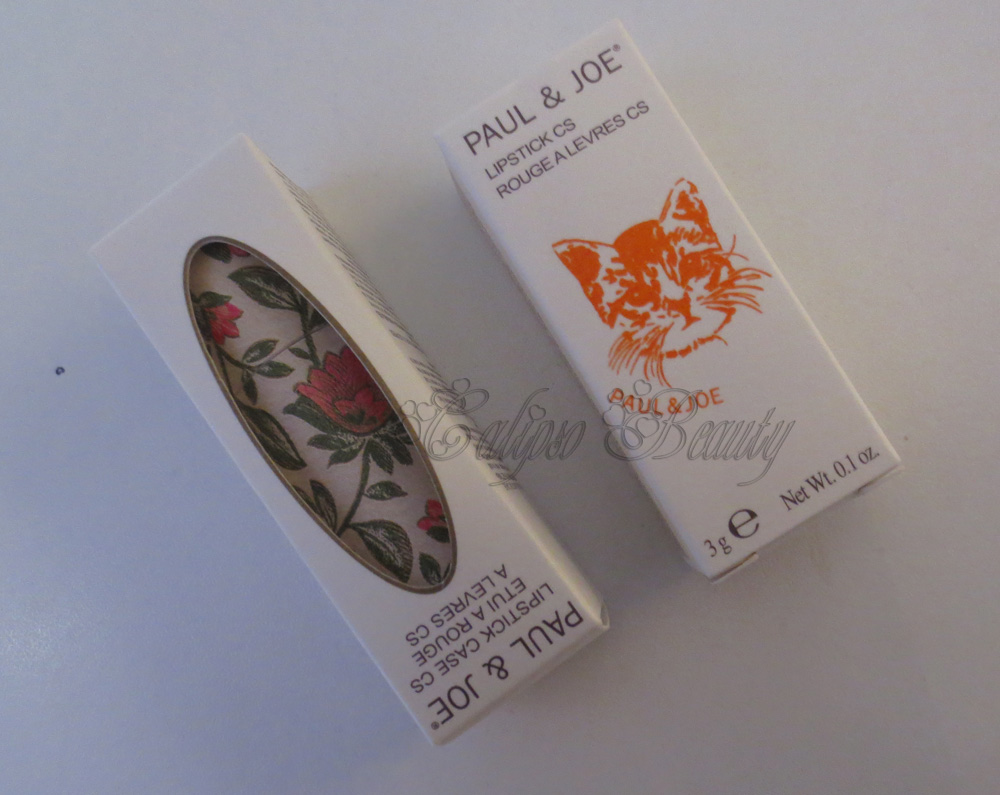 PAUL & JOE®
LIPSTICK CS
ROUGE A LEVRES CS
PAUL & JOE
3 g e Net Wt. 0.1 oz.
PAUL & JOE®
LIPSTICK CASE CS
ETUI A ROUGE
A LEVRES CS
Calipso Beauty